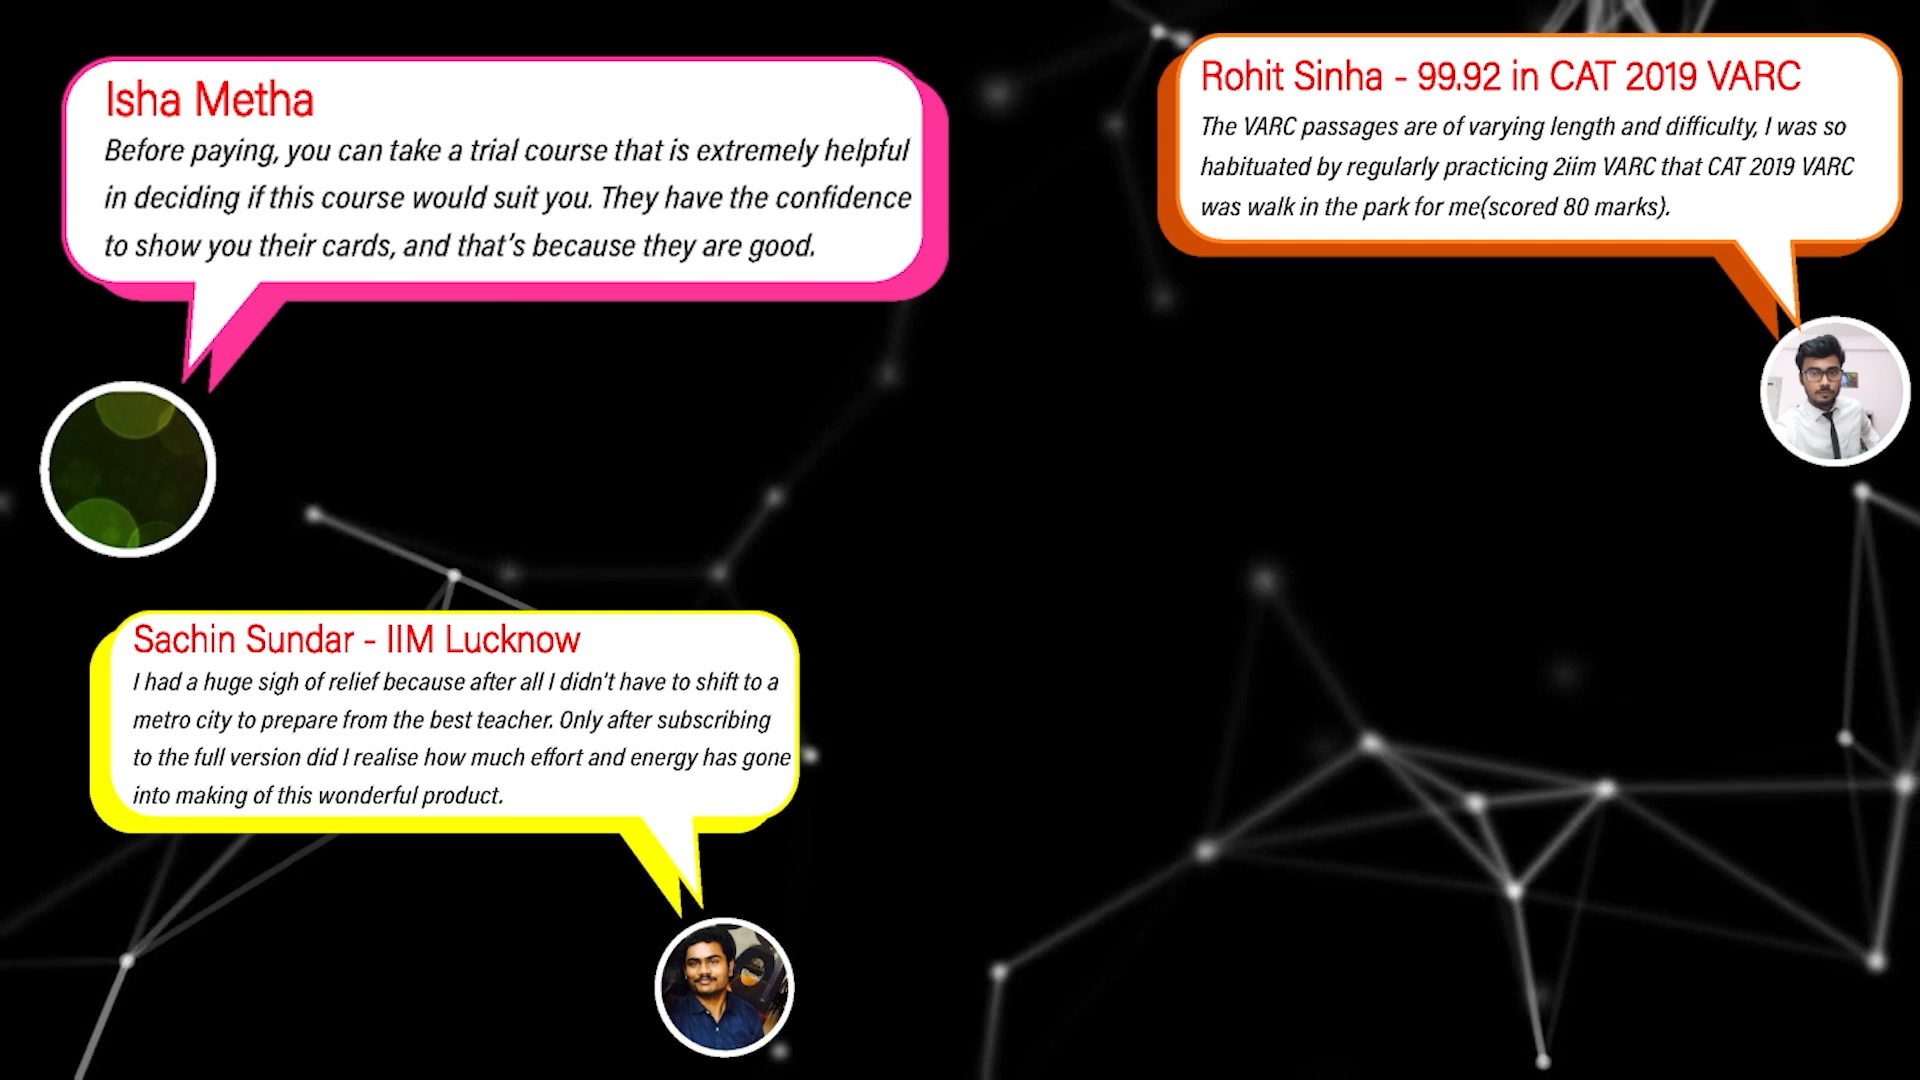 Isha Metha
Before paying, you can take a trial course that is extremely helpful
in deciding if this course would suit you. They have the confidence
to show you their cards, and that's because they are good.
Rohit Sinha - 99.92 in CAT 2019 VARC
The VARC passages are of varying length and difficulty, I was so
habituated by regularly practicing 2iim VARC that CAT 2019 VARC
was walk in the park for me(scored 80 marks).
Sachin Sundar - IIM Lucknow
I had a huge sigh of relief because after all I didn't have to shift to a
metro city to prepare from the best teacher. Only after subscribing
to the full version did I realise how much effort and energy has gone
into making of this wonderful product.